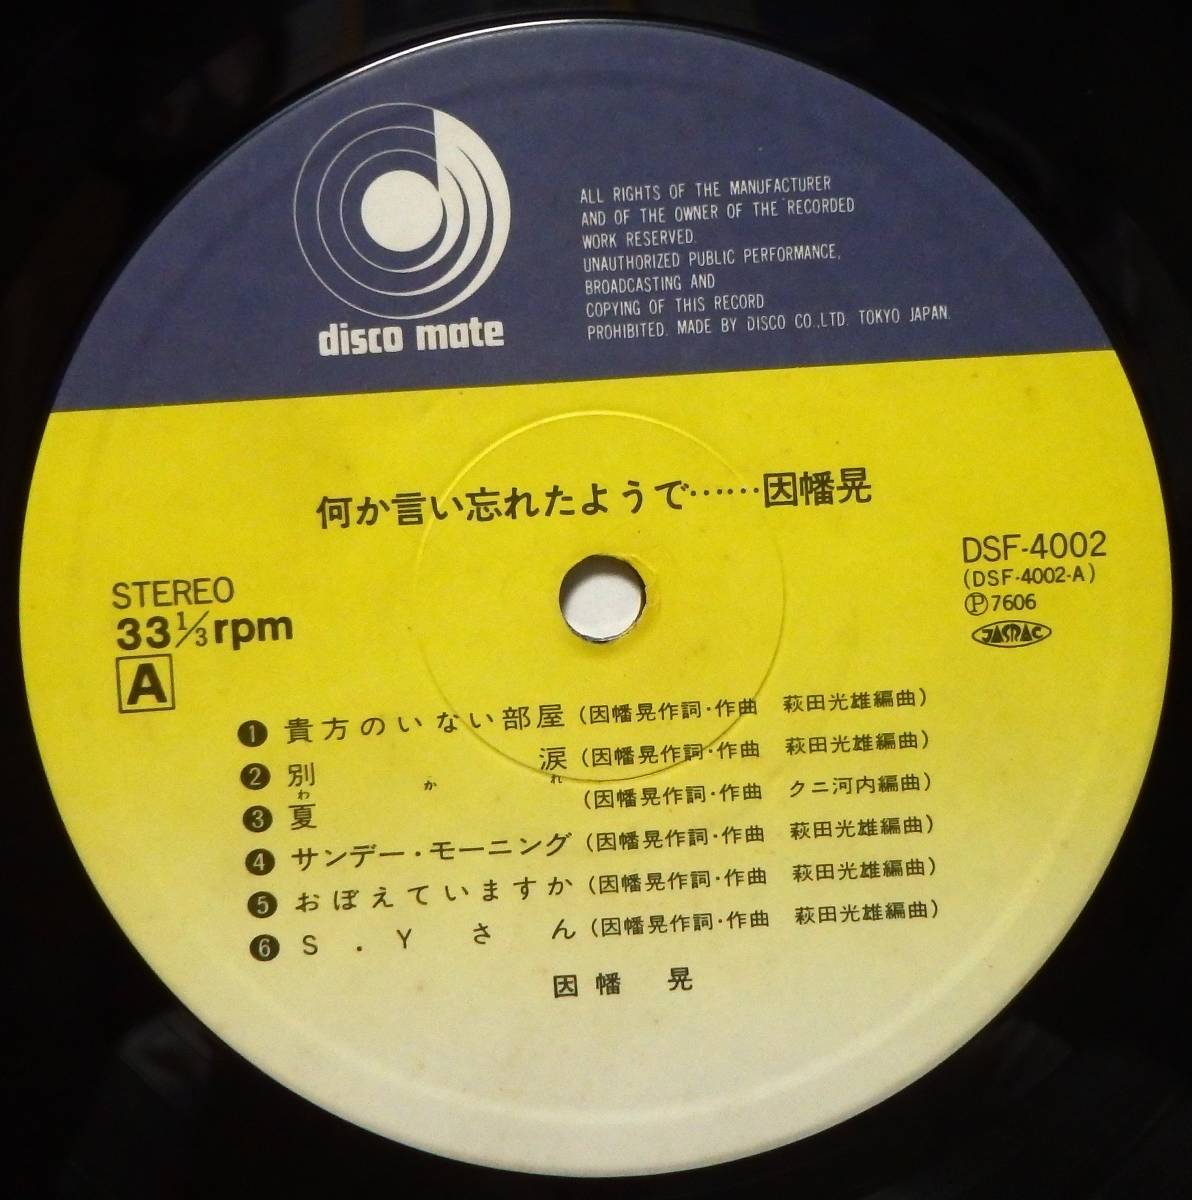 disco mate
ALL RIGHTS OF THE MANUFACTURER
AND OF THE OWNER OF THE RECORDED
WORK RESERVED.
UNAUTHORIZED PUBLIC PERFORMANCE,
BROADCASTING AND
COPYING OF THIS RECORD
PROHIBITED. MADE BY DISCO CO.,LTD. TOKYO JAPAN.
何か言い忘れたようで……因幡晃
STEREO
33 1/3 rpm
A
DSF-4002
(DSF-4002-A)
Ⓟ7606
JASRAC
❶ 貴方のいない部屋 (因幡晃作詞・作曲 萩田光雄編曲)
❷ 別涙 (因幡晃作詞・作曲 萩田光雄編曲)
わかれ
❸ 夏 (因幡晃作詞・作曲 クニ河内編曲)
❹ サンデー・モーニング (因幡晃作詞・作曲 萩田光雄編曲)
❺ おぼえていますか (因幡晃作詞・作曲 萩田光雄編曲)
❻ S.Yさん (因幡晃作詞・作曲 萩田光雄編曲)
因幡 晃